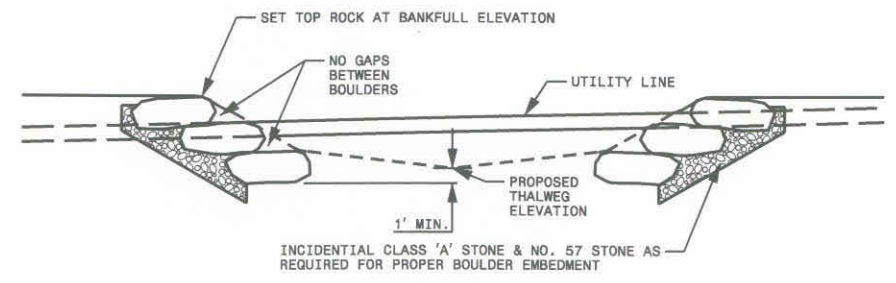 SET TOP ROCK AT BANKFULL ELEVATION
NO GAPS
BETWEEN
BOULDERS
UTILITY LINE
PROPOSED
THALWEG
ELEVATION
1' MIN.
INCIDENTIAL CLASS 'A' STONE & NO. 57 STONE AS
REQUIRED FOR PROPER BOULDER EMBEDMENT